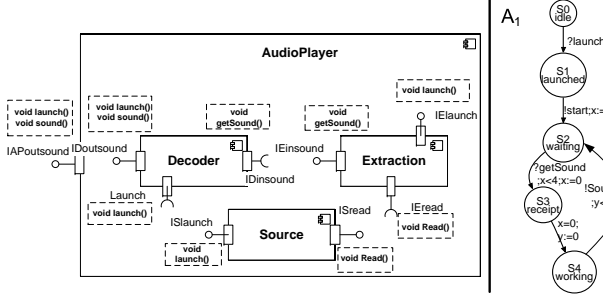 AudioPlayer
void launch()
void sound()
IAPoutsound
void launch()
void sound()
IDoutsound
void
getSound()
IDinsound
Decoder
Launch
void launch()
void launch()
IElaunch
void
getSound()
IEinsound
Extraction
IEread
void Read()
ISlaunch
void
launch()
Source
ISread
void Read()
A1
S0
idle
?launch
S1
launched
!start;x:=
S2
waiting
?getSound
;x<4;x:=0
!Sou
;y<
S3
receipt
x=0;
y:=0
S4
working